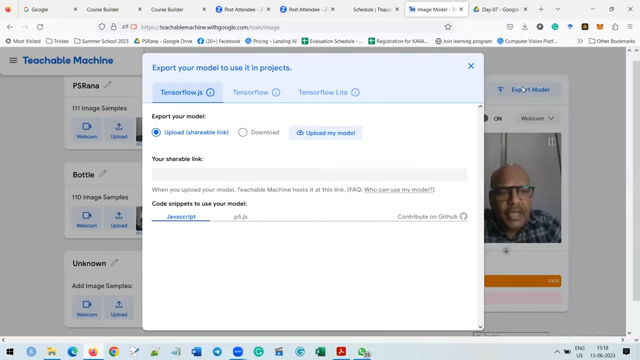 Google
Course Builder
Course Builder
Post Attendee - Z
Post Attendee - Z
Schedule | Thapa
Image Model - T
Day-07 - Google
https://teachablemachine.withgoogle.com/train/image
Most Visited
Trickes
Summer School 2023
PSRana - Google Drive
(20+) Facebook
Pricing - Landing AI
Evaluation Schedule -...
Registration for KAVA...
Join learning program
Computer Vision Platf...
Other Bookmarks
Teachable Machine
Export your model to use it in projects.
PSRana
Tensorflow.js
Tensorflow
Tensorflow Lite
Export Model
111 Image Samples
Export your model:
ON
Webcam
Webcam
Upload
Upload (shareable link)
Download
Upload my model
Your sharable link:
Bottle
110 Image Samples
When you upload your model, Teachable Machine hosts it at this link. (FAQ: Who can use my model?)
Code snippets to use your model:
Webcam
Upload
Javascript
p5.js
Contribute on Github
Unknown
Add Image Samples:
Webcam
Upload
ENG
US
15:18
13-06-2023